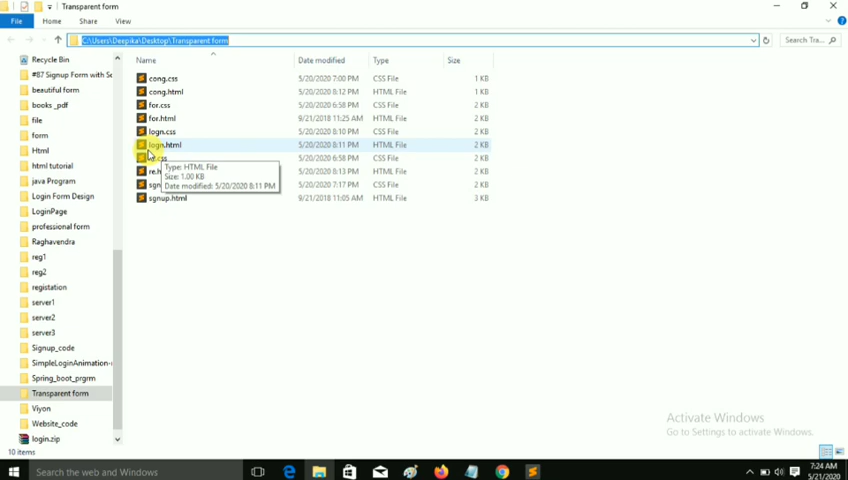 Transparent form
File Home Share View
C:\Users\Deepika\Desktop\Transparent form
Search Tra...
Name Date modified Type Size
Recycle Bin
#87 Signup Form with Se
beautiful form
books _pdf
file
form
Html
html tutorial
java Program
Login Form Design
LoginPage
professional form
Raghavendra
reg1
reg2
registation
server1
server2
server3
Signup_code
SimpleLoginAnimation-
Spring_boot_prgrm
Transparent form
Viyon
Website_code
login.zip
cong.css 5/20/2020 7:00 PM CSS File 1 KB
cong.html 5/20/2020 8:12 PM HTML File 1 KB
for.css 5/20/2020 6:58 PM CSS File 2 KB
for.html 9/21/2018 11:25 AM HTML File 2 KB
logn.css 5/20/2020 8:10 PM CSS File 2 KB
logn.html 5/20/2020 8:11 PM HTML File 2 KB
re.css 5/20/2020 6:58 PM CSS File 2 KB
re.h 5/20/2020 8:13 PM HTML File 2 KB
sgn 5/20/2020 7:17 PM CSS File 2 KB
sgnup.html 9/21/2018 11:05 AM HTML File 3 KB
Type: HTML File
Size: 1.00 KB
Date modified: 5/20/2020 8:11 PM
Activate Windows
Go to Settings to activate Windows.
10 items
Search the web and Windows
7:24 AM
5/21/2020